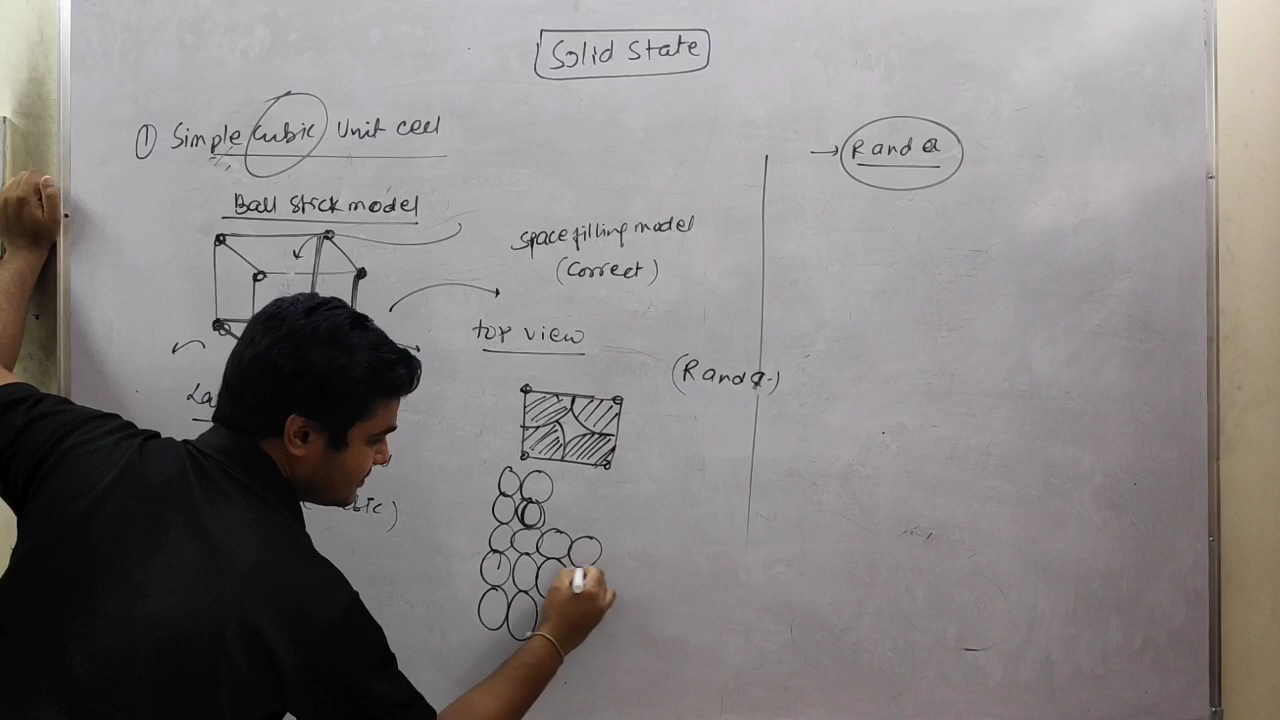 Solid State
① Simple Cubic Unit cell
Ball stick model
space filling model
(Correct)
top view
(R and a)
→ R and a